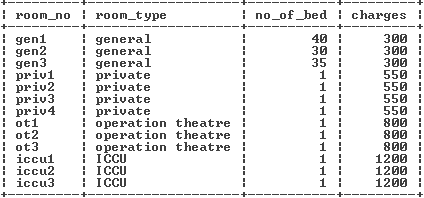 room_no room_type no_of_bed charges
gen1 general 40 300
gen2 general 30 300
gen3 general 35 300
priv1 private 1 550
priv2 private 1 550
priv3 private 1 550
priv4 private 1 550
ot1 operation theatre 1 800
ot2 operation theatre 1 800
ot3 operation theatre 1 800
iccu1 ICCU 1 1200
iccu2 ICCU 1 1200
iccu3 ICCU 1 1200